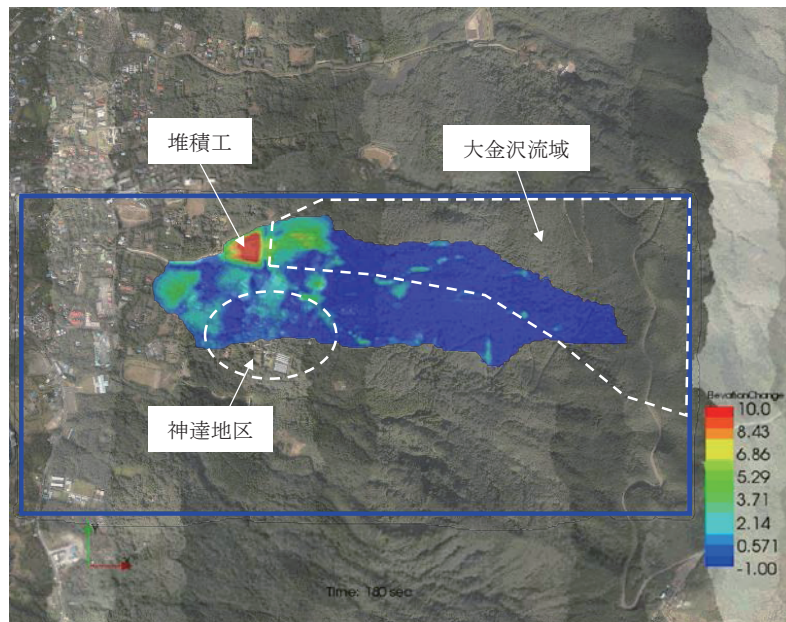 堆積工
大金沢流域
神達地区
ElevationChange
10.0
8.43
6.86
5.29
3.71
2.14
0.571
-1.00
Y
X
Time: 180 sec